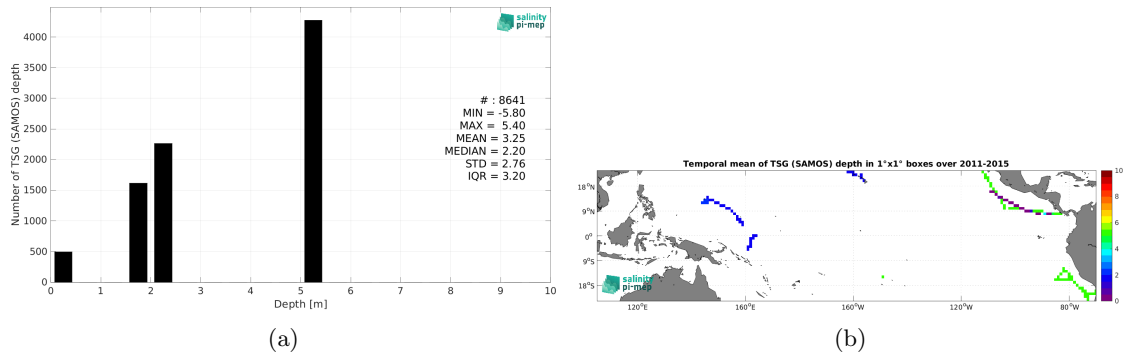 salinity
pi-mep
Number of TSG (SAMOS) depth
4000
3500
3000
2500
2000
1500
1000
500
0
# : 8641
MIN = -5.80
MAX = 5.40
MEAN = 3.25
MEDIAN = 2.20
STD = 2.76
IQR = 3.20
0 1 2 3 4 5 6 7 8 9 10
Depth [m]
(a)
Temporal mean of TSG (SAMOS) depth in 1°x1° boxes over 2011-2015
18°N
9°N
0°
9°S
18°S
salinity
pi-mep
120°E 160°E 160°W 120°W 80°W
10
8
6
4
2
0
(b)